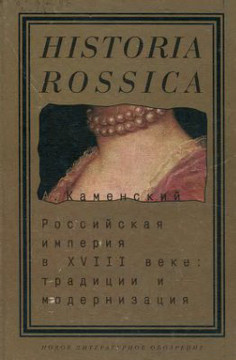 HISTORIA
ROSSICA
А. Каменский
Российская
империя
в XVIII веке:
традиции и
модернизация
НОВОЕ ЛИТЕРАТУРНОЕ ОБОЗРЕНИЕ